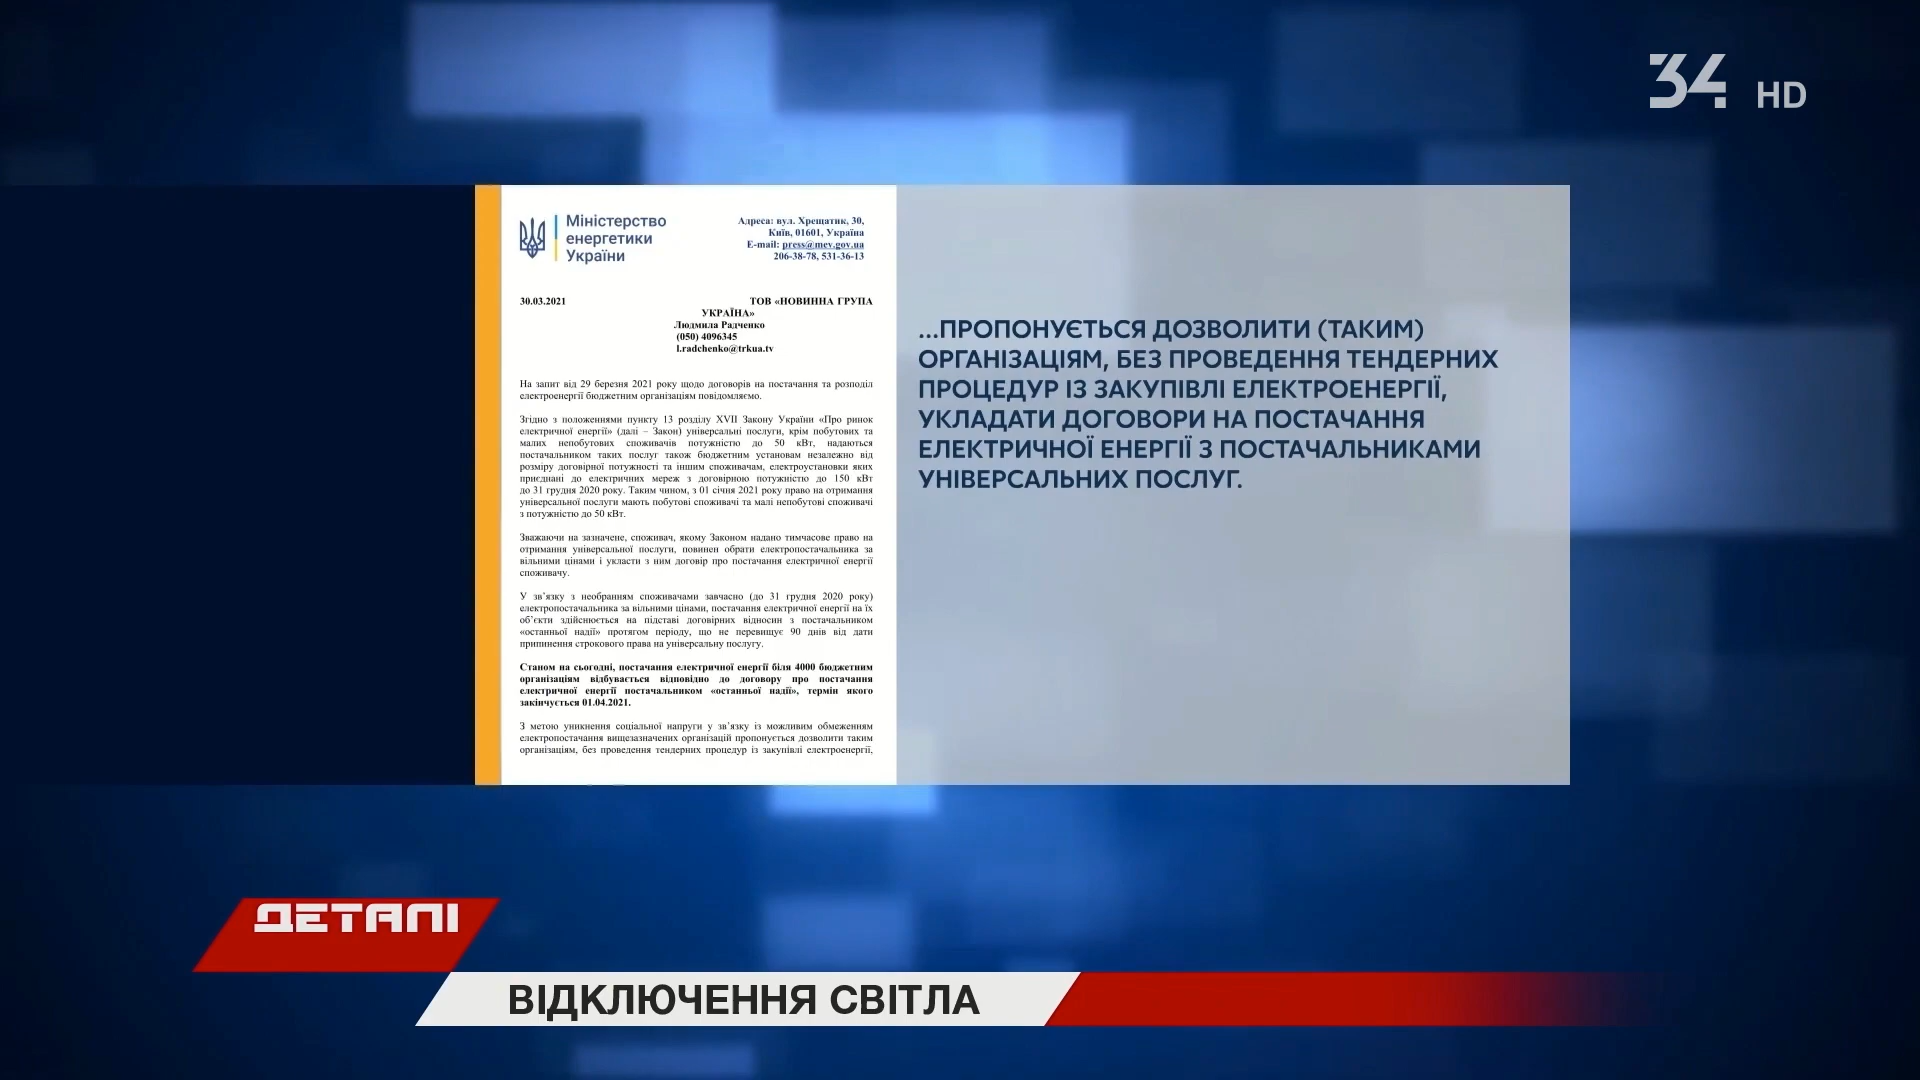 34 HD
Міністерство
енергетики
України
Адреса: вул. Хрещатик, 30,
Київ, 01601, Україна
E-mail: press@mev.gov.ua
206-38-78, 531-36-13
30.03.2021 ТОВ «НОВИННА ГРУПА
УКРАЇНА»
Людмила Радченко
(050) 4096345
l.radchenko@trkua.tv
На запит від 29 березня 2021 року щодо договорів на постачання та розподіл
електроенергії бюджетним організаціям повідомляємо.
Згідно з положеннями пункту 13 розділу XVII Закону України «Про ринок
електричної енергії» (далі – Закон) універсальні послуги, крім побутових та
малих непобутових споживачів потужністю до 50 кВт, надаються
постачальником таких послуг також бюджетним установам незалежно від
розміру договірної потужності та іншим споживачам, електроустановки яких
приєднані до електричних мереж з договірною потужністю до 150 кВт
до 31 грудня 2020 року. Таким чином, з 01 січня 2021 року право на отримання
універсальної послуги мають побутові споживачі та малі непобутові споживачі
з потужністю до 50 кВт.
Зважаючи на зазначене, споживач, якому Законом надано тимчасове право на
отримання універсальної послуги, повинен обрати електропостачальника за
вільними цінами і укласти з ним договір про постачання електричної енергії
споживачу.
У зв’язку з необранням споживачами завчасно (до 31 грудня 2020 року)
електропостачальника за вільними цінами, постачання електричної енергії на їх
об’єкти здійснюється на підставі договірних відносин з постачальником
«останньої надії» протягом періоду, що не перевищує 90 днів від дати
припинення строкового права на універсальну послугу.
Станом на сьогодні, постачання електричної енергії біля 4000 бюджетним
організаціям відбувається відповідно до договору про постачання
електричної енергії постачальником «останньої надії», термін якого
закінчується 01.04.2021.
З метою уникнення соціальної напруги у зв’язку із можливим обмеженням
електропостачання вищезазначених організацій пропонується дозволити таким
організаціям, без проведення тендерних процедур із закупівлі електроенергії,
...ПРОПОНУЄТЬСЯ ДОЗВОЛИТИ (ТАКИМ)
ОРГАНІЗАЦІЯМ, БЕЗ ПРОВЕДЕННЯ ТЕНДЕРНИХ
ПРОЦЕДУР ІЗ ЗАКУПІВЛІ ЕЛЕКТРОЕНЕРГІЇ,
УКЛАДАТИ ДОГОВОРИ НА ПОСТАЧАННЯ
ЕЛЕКТРИЧНОЇ ЕНЕРГІЇ З ПОСТАЧАЛЬНИКАМИ
УНІВЕРСАЛЬНИХ ПОСЛУГ.
ДЕТАЛІ
ВІДКЛЮЧЕННЯ СВІТЛА